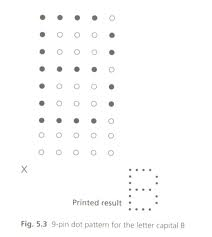 X
Printed result
Fig. 5.3 9-pin dot pattern for the letter capital B